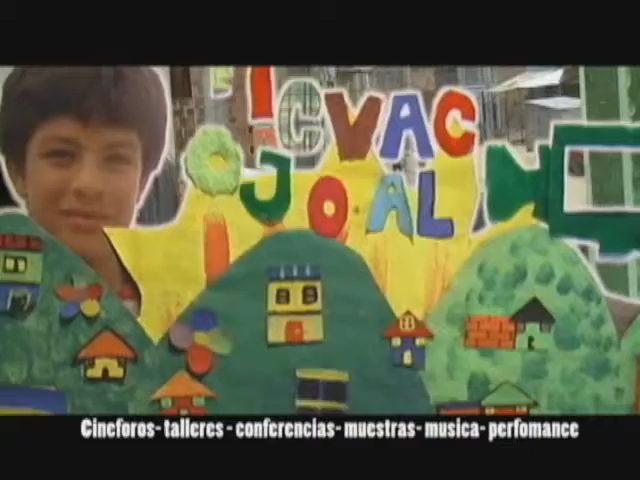 ICVAC
OJO AL
Cineforos- talleres - conferencias- muestras- musica- perfomance